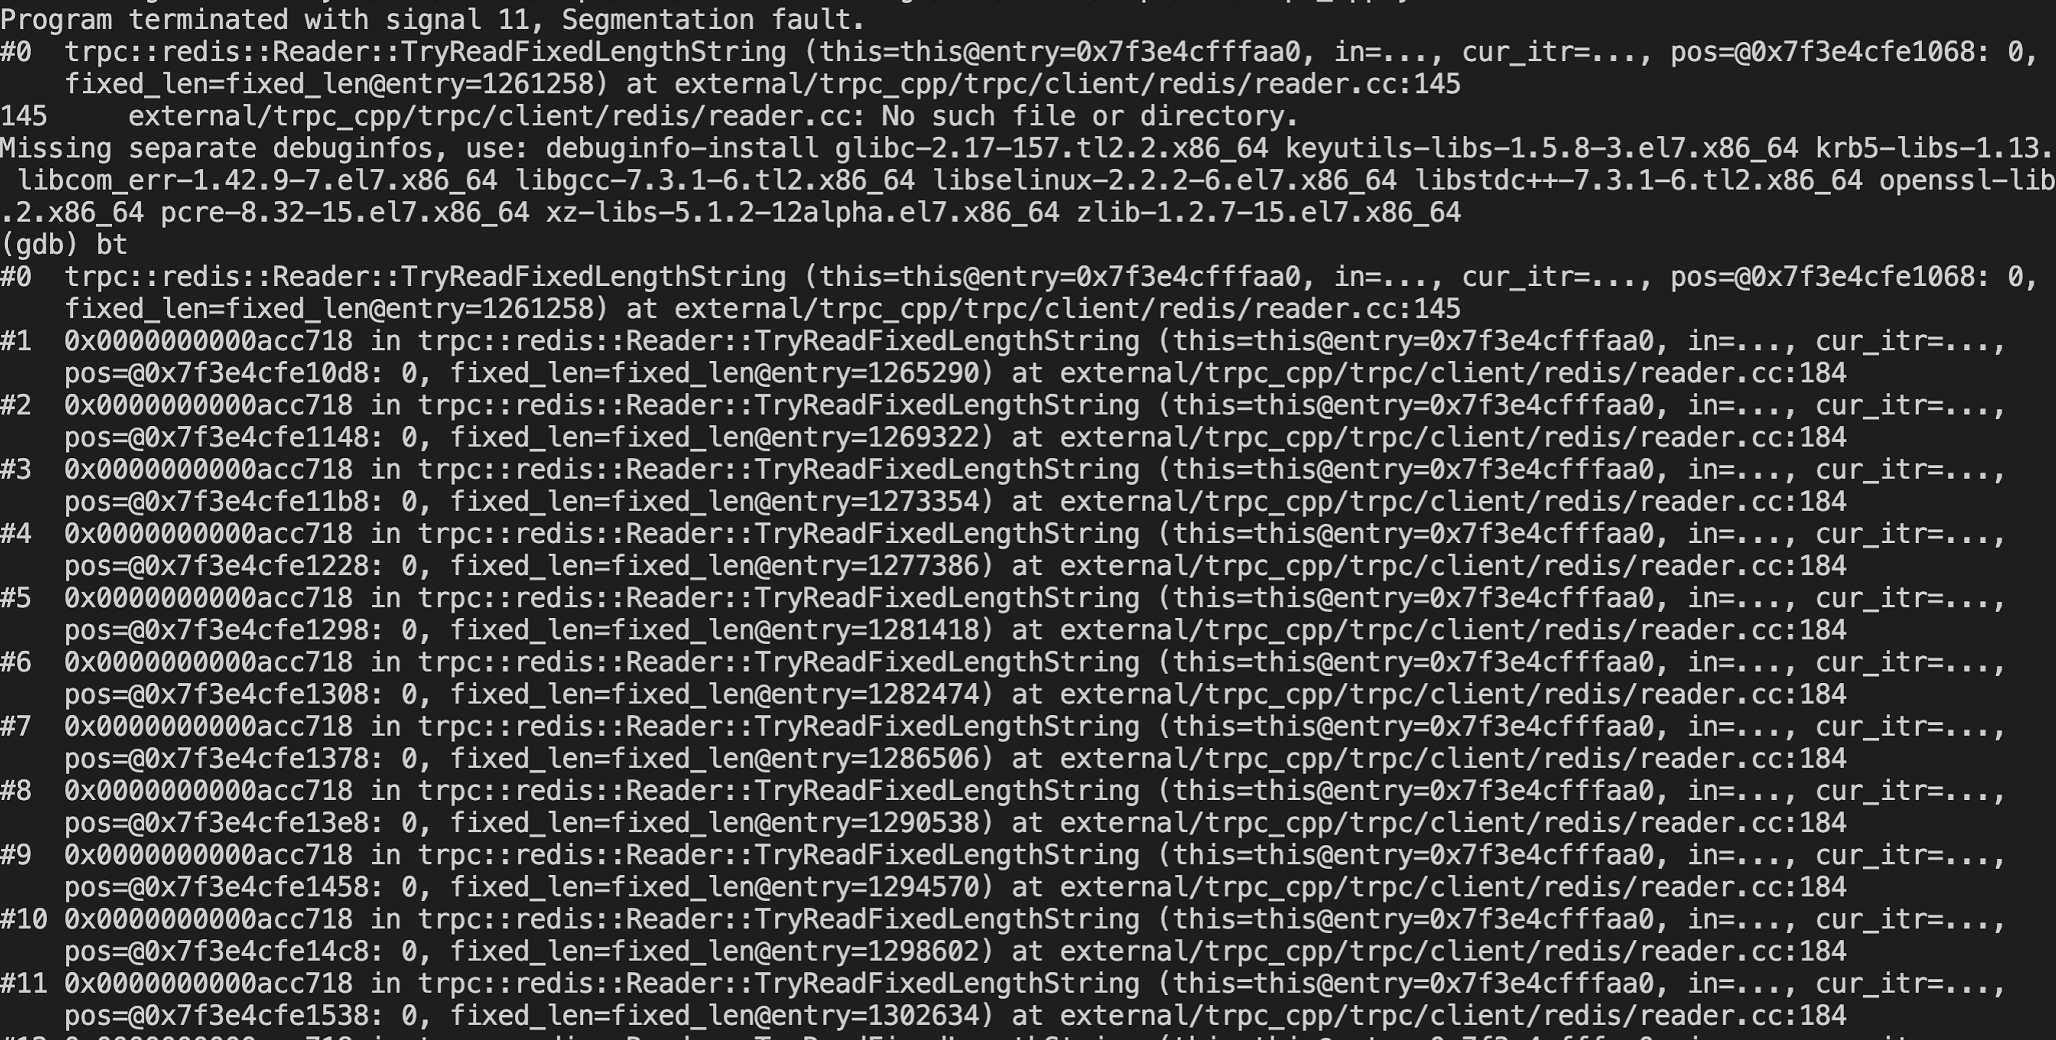 Program terminated with signal 11, Segmentation fault.
#0  trpc::redis::Reader::TryReadFixedLengthString (this=this@entry=0x7f3e4cfffaa0, in=..., cur_itr=..., pos=@0x7f3e4cfe1068: 0,
    fixed_len=fixed_len@entry=1261258) at external/trpc_cpp/trpc/client/redis/reader.cc:145
145     external/trpc_cpp/trpc/client/redis/reader.cc: No such file or directory.
Missing separate debuginfos, use: debuginfo-install glibc-2.17-157.tl2.2.x86_64 keyutils-libs-1.5.8-3.el7.x86_64 krb5-libs-1.13.
 libcom_err-1.42.9-7.el7.x86_64 libgcc-7.3.1-6.tl2.x86_64 libselinux-2.2.2-6.el7.x86_64 libstdc++-7.3.1-6.tl2.x86_64 openssl-lib
.2.x86_64 pcre-8.32-15.el7.x86_64 xz-libs-5.1.2-12alpha.el7.x86_64 zlib-1.2.7-15.el7.x86_64
(gdb) bt
#0  trpc::redis::Reader::TryReadFixedLengthString (this=this@entry=0x7f3e4cfffaa0, in=..., cur_itr=..., pos=@0x7f3e4cfe1068: 0,
    fixed_len=fixed_len@entry=1261258) at external/trpc_cpp/trpc/client/redis/reader.cc:145
#1  0x0000000000acc718 in trpc::redis::Reader::TryReadFixedLengthString (this=this@entry=0x7f3e4cfffaa0, in=..., cur_itr=...,
    pos=@0x7f3e4cfe10d8: 0, fixed_len=fixed_len@entry=1265290) at external/trpc_cpp/trpc/client/redis/reader.cc:184
#2  0x0000000000acc718 in trpc::redis::Reader::TryReadFixedLengthString (this=this@entry=0x7f3e4cfffaa0, in=..., cur_itr=...,
    pos=@0x7f3e4cfe1148: 0, fixed_len=fixed_len@entry=1269322) at external/trpc_cpp/trpc/client/redis/reader.cc:184
#3  0x0000000000acc718 in trpc::redis::Reader::TryReadFixedLengthString (this=this@entry=0x7f3e4cfffaa0, in=..., cur_itr=...,
    pos=@0x7f3e4cfe11b8: 0, fixed_len=fixed_len@entry=1273354) at external/trpc_cpp/trpc/client/redis/reader.cc:184
#4  0x0000000000acc718 in trpc::redis::Reader::TryReadFixedLengthString (this=this@entry=0x7f3e4cfffaa0, in=..., cur_itr=...,
    pos=@0x7f3e4cfe1228: 0, fixed_len=fixed_len@entry=1277386) at external/trpc_cpp/trpc/client/redis/reader.cc:184
#5  0x0000000000acc718 in trpc::redis::Reader::TryReadFixedLengthString (this=this@entry=0x7f3e4cfffaa0, in=..., cur_itr=...,
    pos=@0x7f3e4cfe1298: 0, fixed_len=fixed_len@entry=1281418) at external/trpc_cpp/trpc/client/redis/reader.cc:184
#6  0x0000000000acc718 in trpc::redis::Reader::TryReadFixedLengthString (this=this@entry=0x7f3e4cfffaa0, in=..., cur_itr=...,
    pos=@0x7f3e4cfe1308: 0, fixed_len=fixed_len@entry=1282474) at external/trpc_cpp/trpc/client/redis/reader.cc:184
#7  0x0000000000acc718 in trpc::redis::Reader::TryReadFixedLengthString (this=this@entry=0x7f3e4cfffaa0, in=..., cur_itr=...,
    pos=@0x7f3e4cfe1378: 0, fixed_len=fixed_len@entry=1286506) at external/trpc_cpp/trpc/client/redis/reader.cc:184
#8  0x0000000000acc718 in trpc::redis::Reader::TryReadFixedLengthString (this=this@entry=0x7f3e4cfffaa0, in=..., cur_itr=...,
    pos=@0x7f3e4cfe13e8: 0, fixed_len=fixed_len@entry=1290538) at external/trpc_cpp/trpc/client/redis/reader.cc:184
#9  0x0000000000acc718 in trpc::redis::Reader::TryReadFixedLengthString (this=this@entry=0x7f3e4cfffaa0, in=..., cur_itr=...,
    pos=@0x7f3e4cfe1458: 0, fixed_len=fixed_len@entry=1294570) at external/trpc_cpp/trpc/client/redis/reader.cc:184
#10 0x0000000000acc718 in trpc::redis::Reader::TryReadFixedLengthString (this=this@entry=0x7f3e4cfffaa0, in=..., cur_itr=...,
    pos=@0x7f3e4cfe14c8: 0, fixed_len=fixed_len@entry=1298602) at external/trpc_cpp/trpc/client/redis/reader.cc:184
#11 0x0000000000acc718 in trpc::redis::Reader::TryReadFixedLengthString (this=this@entry=0x7f3e4cfffaa0, in=..., cur_itr=...,
    pos=@0x7f3e4cfe1538: 0, fixed_len=fixed_len@entry=1302634) at external/trpc_cpp/trpc/client/redis/reader.cc:184